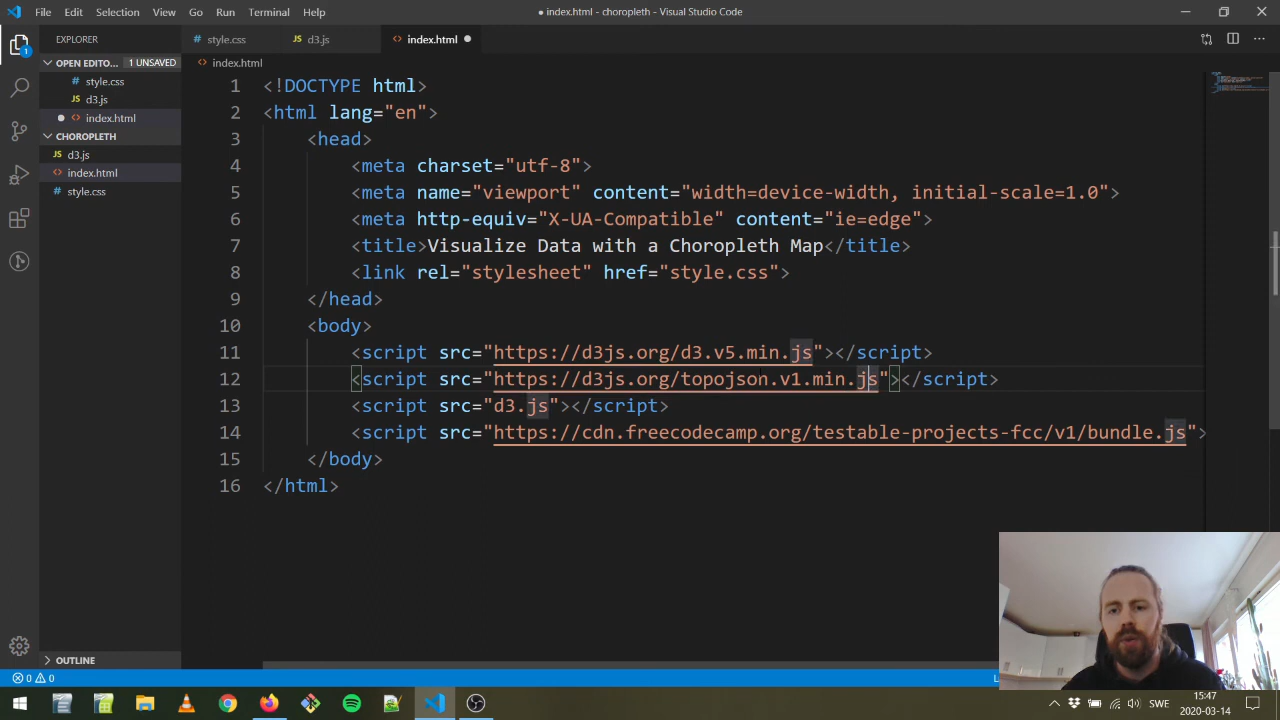 File Edit Selection View Go Run Terminal Help
● index.html - choropleth - Visual Studio Code
EXPLORER
style.css
d3.js
index.html ●
OPEN EDITO... 1 UNSAVED
index.html
style.css
d3.js
● index.html
CHOROPLETH
d3.js
index.html
style.css
1 <!DOCTYPE html>
2 <html lang="en">
3 <head>
4 <meta charset="utf-8">
5 <meta name="viewport" content="width=device-width, initial-scale=1.0">
6 <meta http-equiv="X-UA-Compatible" content="ie=edge">
7 <title>Visualize Data with a Choropleth Map</title>
8 <link rel="stylesheet" href="style.css">
9 </head>
10 <body>
11 <script src="https://d3js.org/d3.v5.min.js"></script>
12 <script src="https://d3js.org/topojson.v1.min.js"></script>
13 <script src="d3.js"></script>
14 <script src="https://cdn.freecodecamp.org/testable-projects-fcc/v1/bundle.js">
15 </body>
16 </html>
OUTLINE
0 0
1
SWE
15:47
2020-03-14